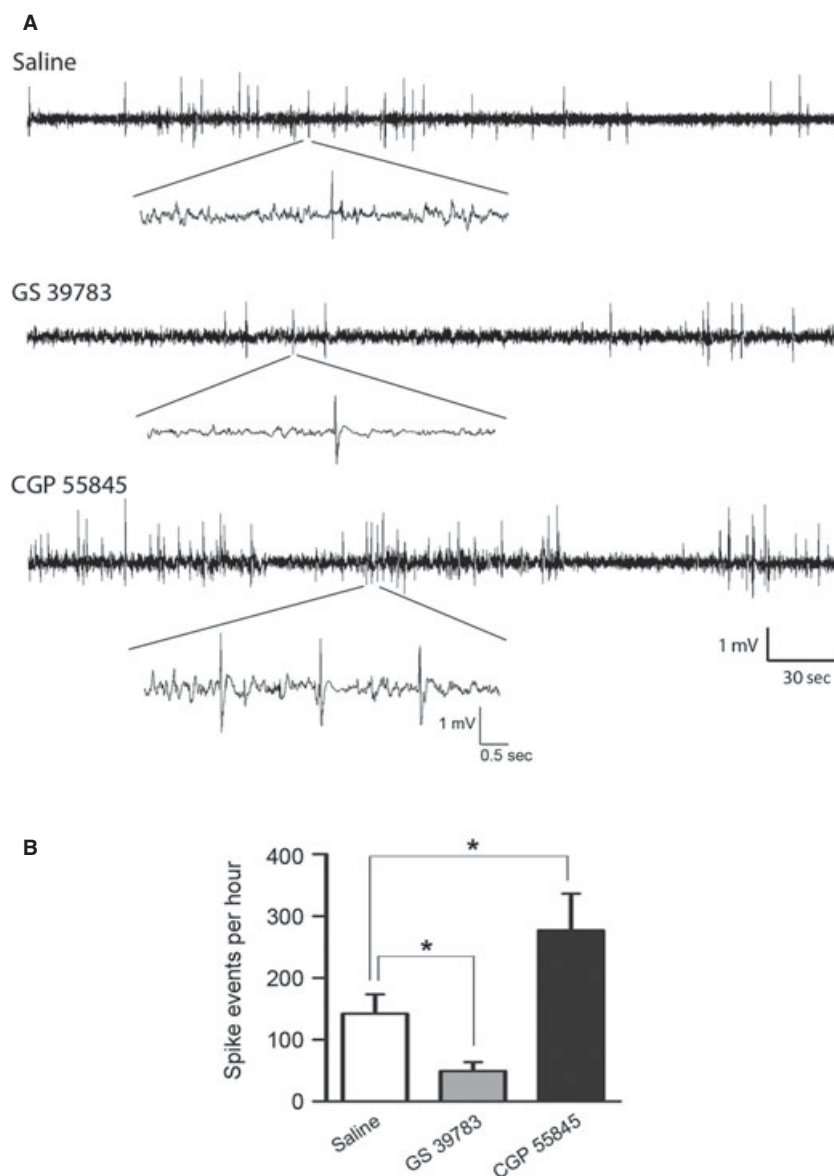 A
Saline
GS 39783
CGP 55845
1 mV
30 sec
1 mV
0.5 sec
B
Spike events per hour
400
300
200
100
0
*
*
Saline
GS 39783
CGP 55845